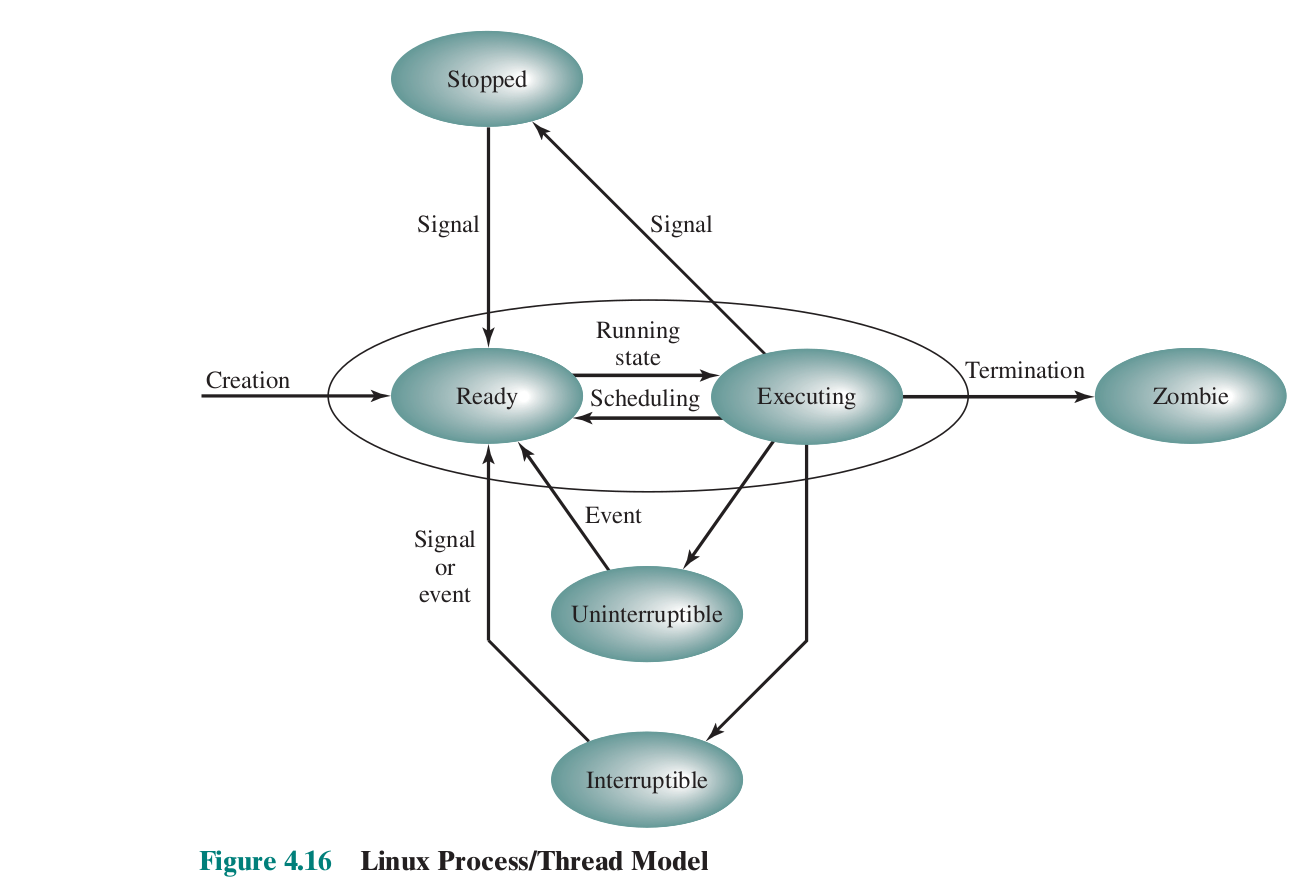 Stopped
Signal
Signal
Running
state
Creation
Ready
Scheduling
Executing
Termination
Zombie
Event
Signal
or
event
Uninterruptible
Interruptible
Figure 4.16 Linux Process/Thread Model